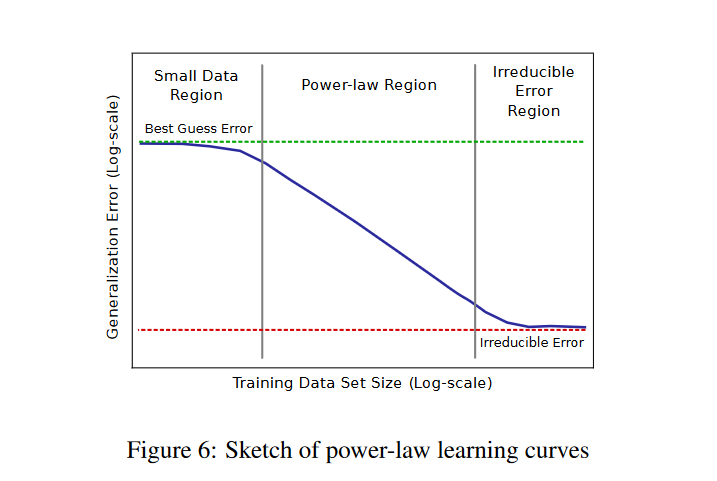 Small Data
Region
Power-law Region
Irreducible
Error
Region
Best Guess Error
Generalization Error (Log-scale)
Irreducible Error
Training Data Set Size (Log-scale)
Figure 6: Sketch of power-law learning curves